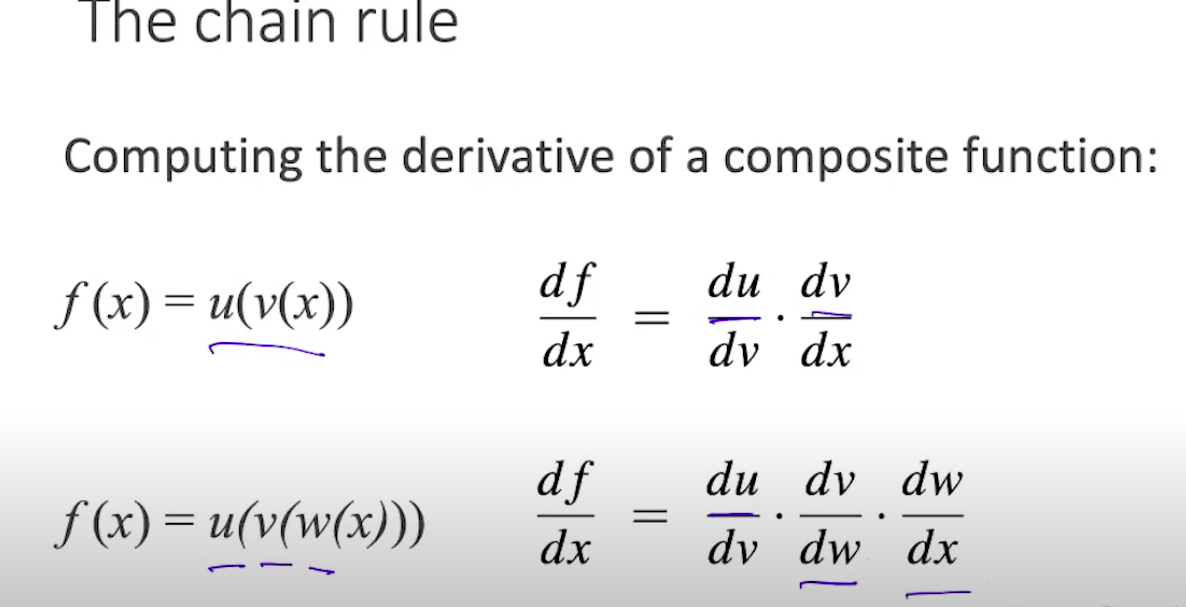 The chain rule
Computing the derivative of a composite function:
f(x) = u(v(x))    df/dx = du/dv · dv/dx
f(x) = u(v(w(x)))    df/dx = du/dv · dv/dw · dw/dx